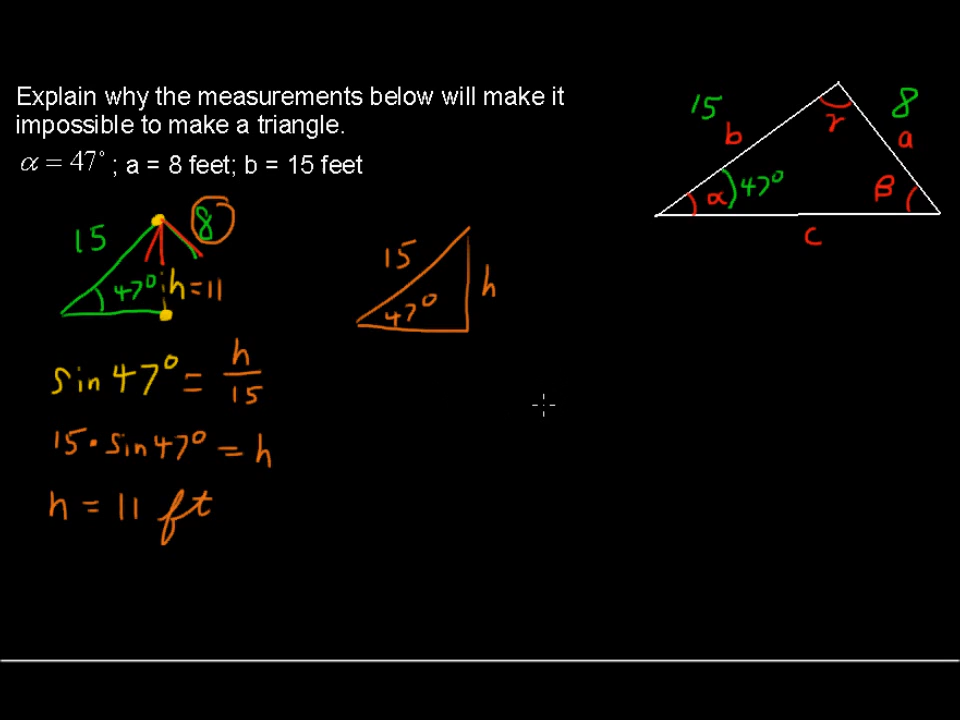 Explain why the measurements below will make it
impossible to make a triangle.
α = 47° ; a = 8 feet; b = 15 feet
15
8
47°
h = 11
15
47°
h
15
b
γ
8
a
α
47°
β
c
sin 47° = h/15
15 · sin 47° = h
h = 11 ft